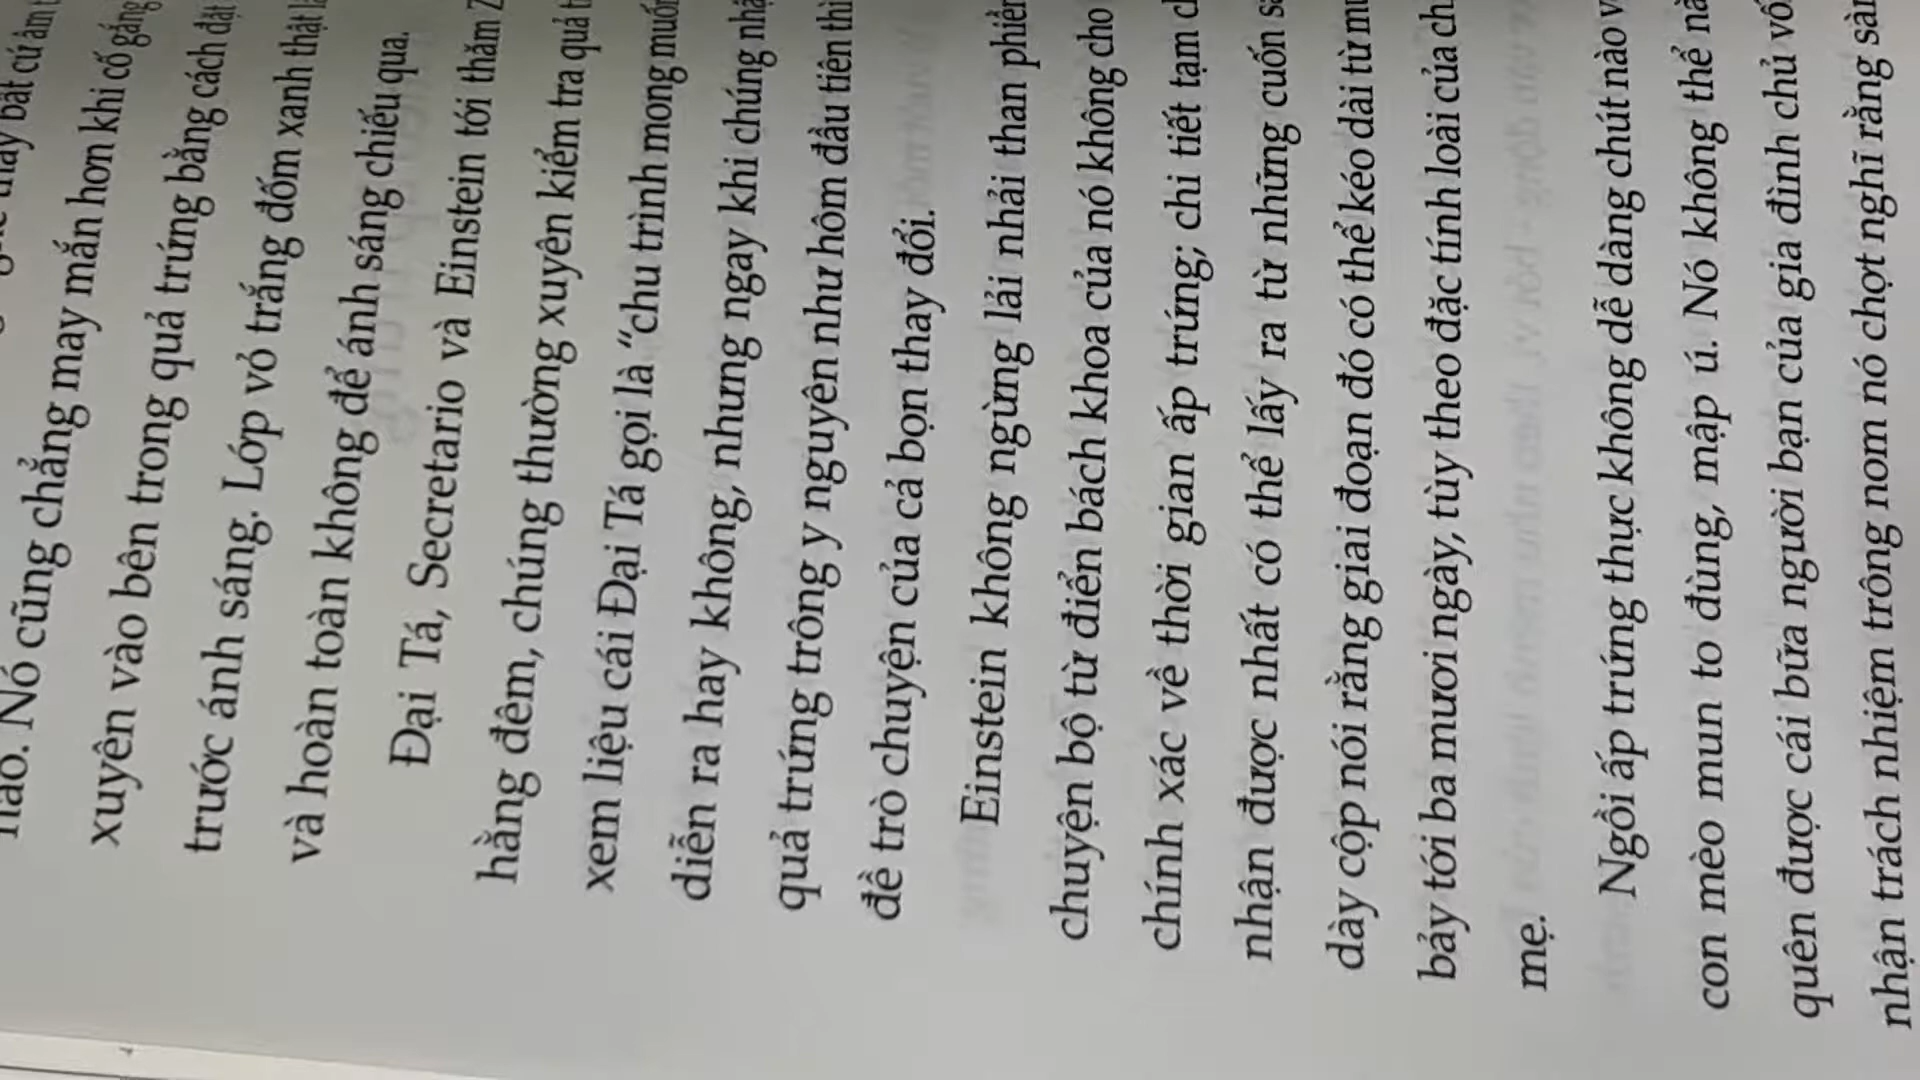 bất cứ âm
nào. Nó cũng chẳng may mắn hơn khi cố gắng
xuyên vào bên trong quả trứng bằng cách đặt
trước ánh sáng. Lớp vỏ trắng đốm xanh thật
và hoàn toàn không để ánh sáng chiếu qua.
Đại Tá, Secretario và Einstein tới thăm
hằng đêm, chúng thường xuyên kiểm tra quả
xem liệu cái Đại Tá gọi là “chu trình mong muốn
diễn ra hay không, nhưng ngay khi chúng
quả trứng trông y nguyên như hôm đầu tiên thì
đề trò chuyện của cả bọn thay đổi.
Einstein không ngừng lải nhải than phiền
chuyện bộ từ điển bách khoa của nó không cho
chính xác về thời gian ấp trứng; chi tiết tạm
nhận được nhất có thể lấy ra từ những cuốn
dày cộp nói rằng giai đoạn đó có thể kéo dài từ
bảy tới ba mươi ngày, tùy theo đặc tính loài của
mẹ.
Ngồi ấp trứng thực không dễ dàng chút nào
con mèo mun to đùng, mập ú. Nó không thể
quên được cái bữa người bạn của gia đình chủ
nhận trách nhiệm trông nom nó chợt nghĩ rằng